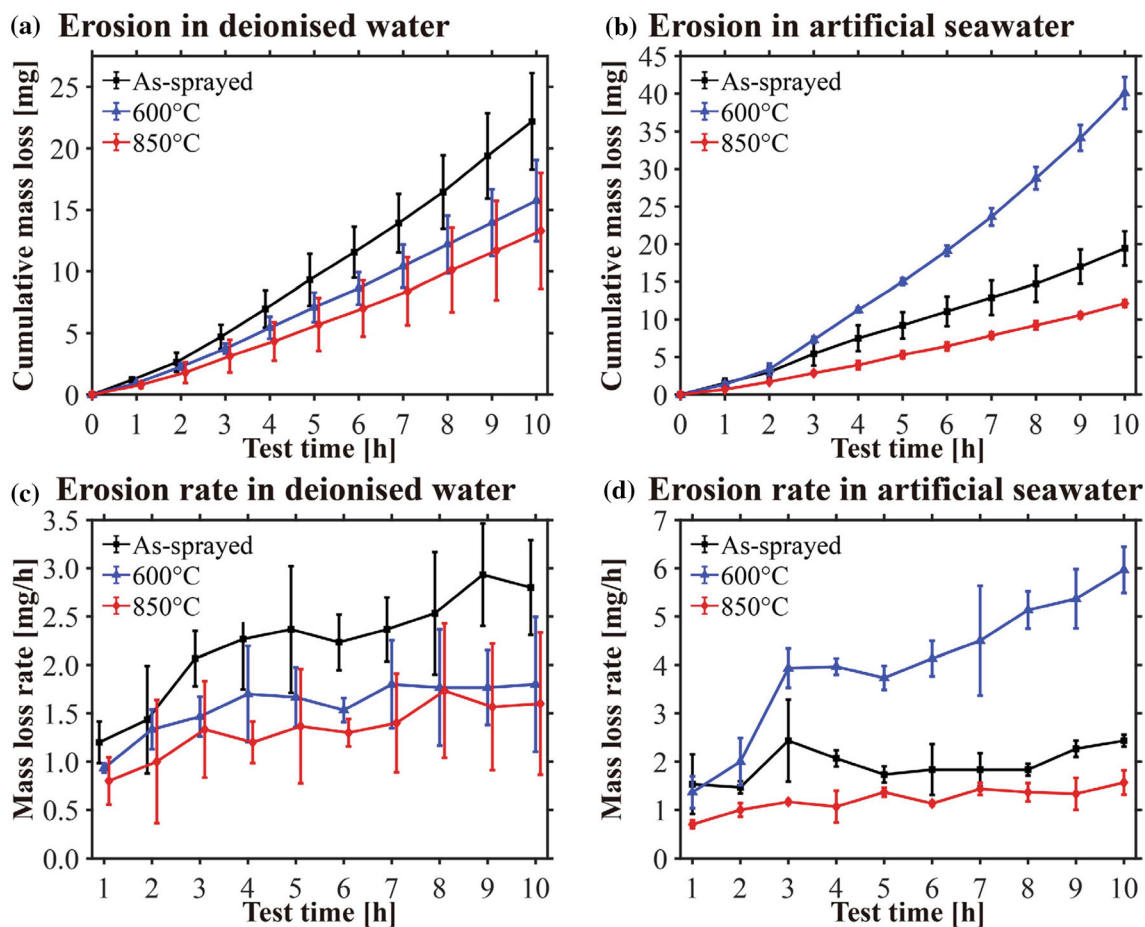 (a) Erosion in deionised water
Cumulative mass loss [mg]
25
20
15
10
5
0
As-sprayed
600°C
850°C
0 1 2 3 4 5 6 7 8 9 10
Test time [h]
(b) Erosion in artificial seawater
Cumulative mass loss [mg]
45
40
35
30
25
20
15
10
5
0
As-sprayed
600°C
850°C
0 1 2 3 4 5 6 7 8 9 10
Test time [h]
(c) Erosion rate in deionised water
Mass loss rate [mg/h]
3.5
3.0
2.5
2.0
1.5
1.0
0.5
0.0
As-sprayed
600°C
850°C
1 2 3 4 5 6 7 8 9 10
Test time [h]
(d) Erosion rate in artificial seawater
Mass loss rate [mg/h]
7
6
5
4
3
2
1
0
As-sprayed
600°C
850°C
1 2 3 4 5 6 7 8 9 10
Test time [h]